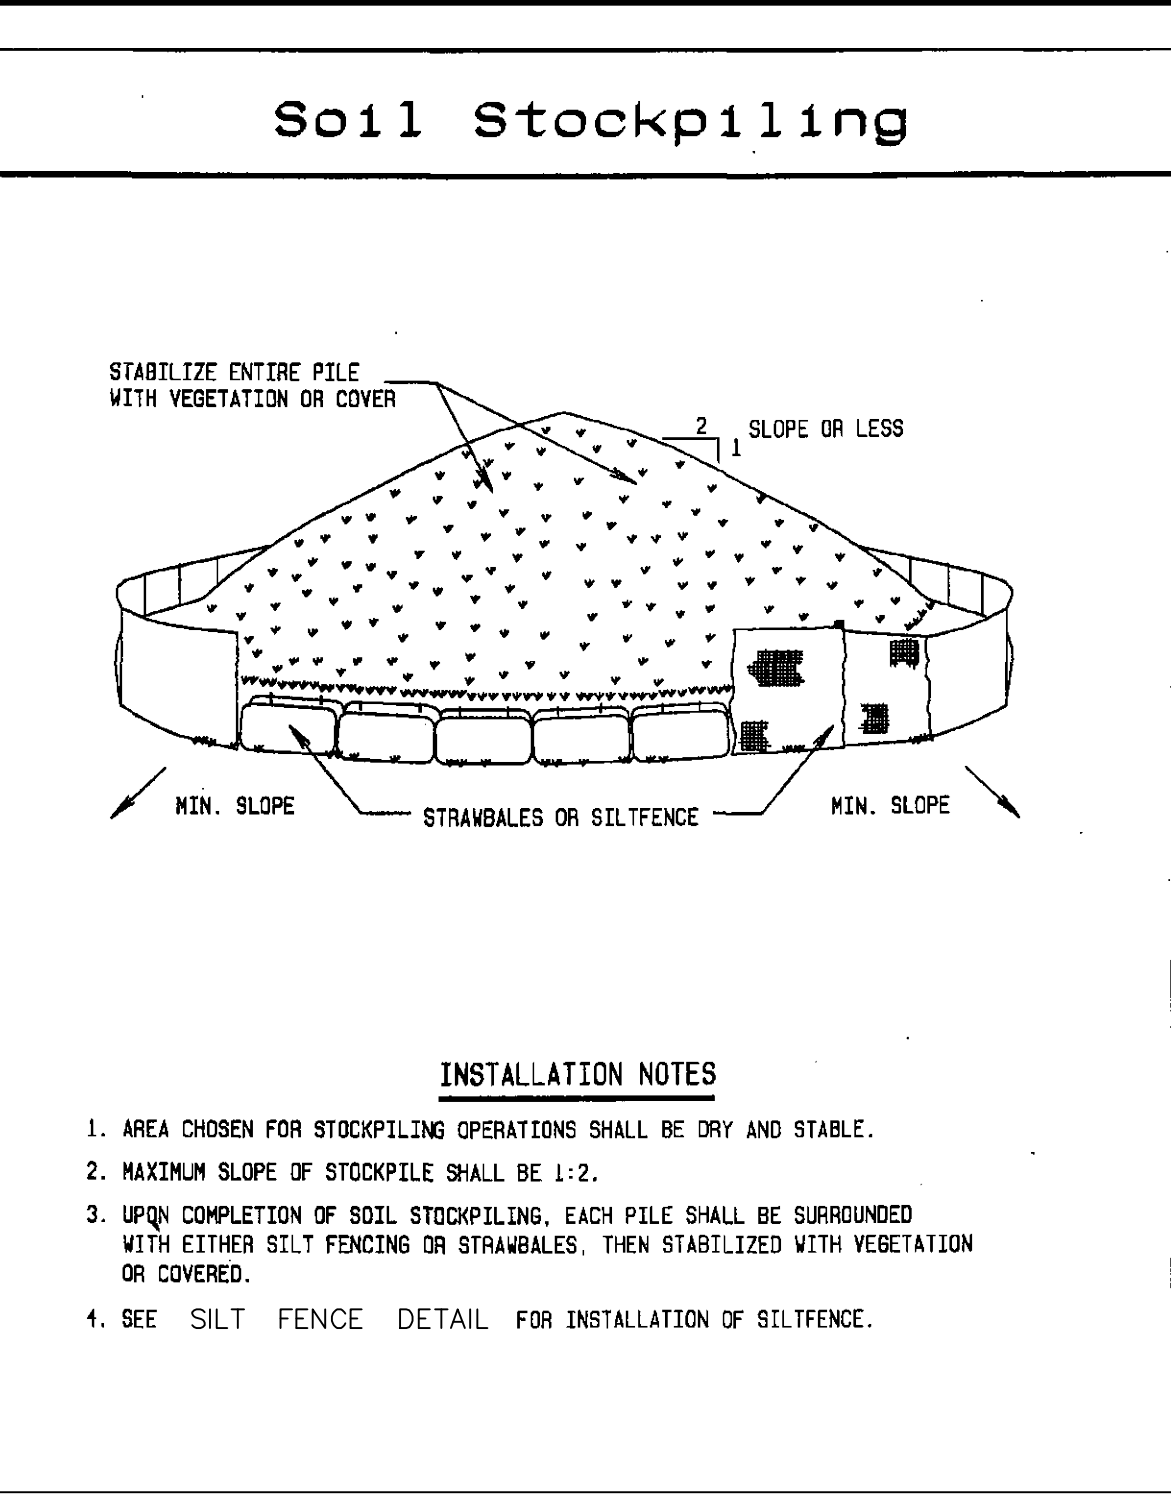 Soil Stockpiling
STABILIZE ENTIRE PILE
WITH VEGETATION OR COVER
2
SLOPE OR LESS
1
MIN. SLOPE
STRAWBALES OR SILTFENCE
MIN. SLOPE
INSTALLATION NOTES
1. AREA CHOSEN FOR STOCKPILING OPERATIONS SHALL BE DRY AND STABLE.
2. MAXIMUM SLOPE OF STOCKPILE SHALL BE 1:2.
3. UPON COMPLETION OF SOIL STOCKPILING, EACH PILE SHALL BE SURROUNDED
WITH EITHER SILT FENCING OR STRAWBALES, THEN STABILIZED WITH VEGETATION
OR COVERED.
4. SEE SILT FENCE DETAIL FOR INSTALLATION OF SILTFENCE.